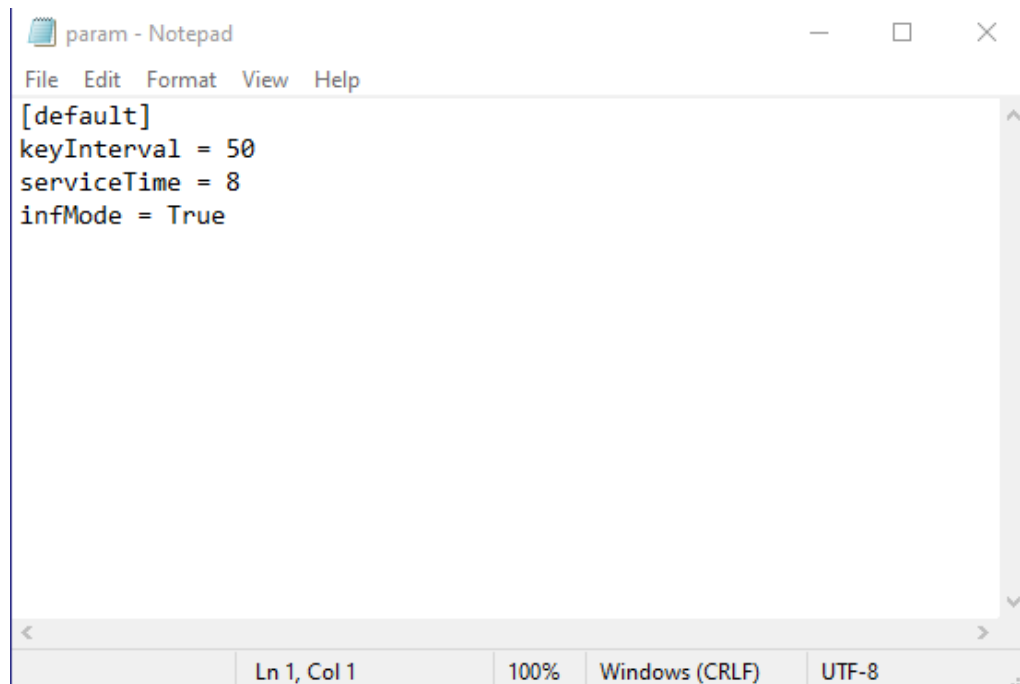 param - Notepad
File Edit Format View Help
[default]
keyInterval = 50
serviceTime = 8
infMode = True
Ln 1, Col 1 100% Windows (CRLF) UTF-8